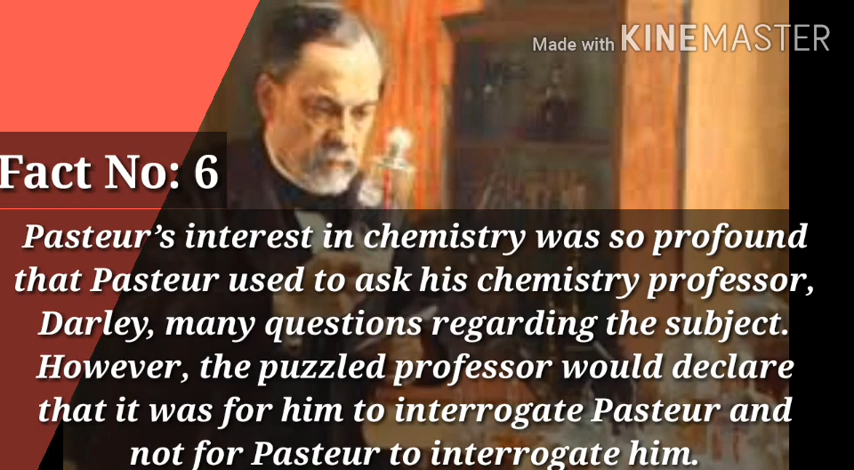 Made with KINEMASTER
Fact No: 6
Pasteur’s interest in chemistry was so profound
that Pasteur used to ask his chemistry professor,
Darley, many questions regarding the subject.
However, the puzzled professor would declare
that it was for him to interrogate Pasteur and
not for Pasteur to interrogate him.